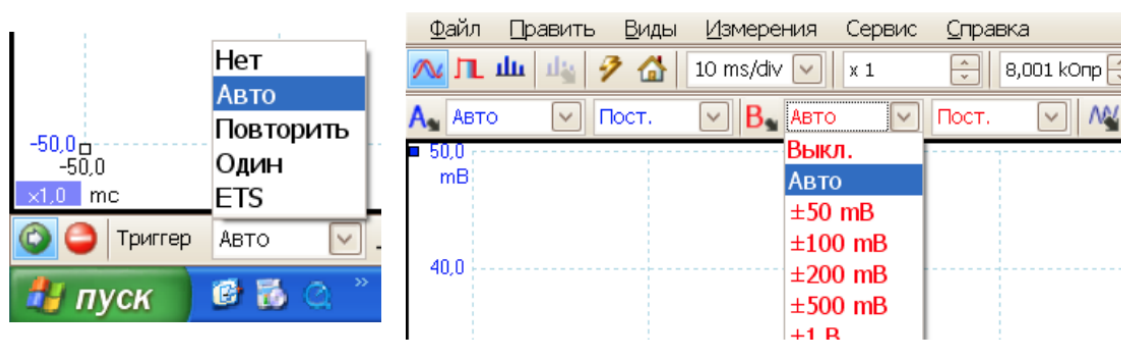 Нет
Авто
Повторить
Один
ETS
-50,0
-50,0
x1,0 mc
Триггер Авто
пуск
Файл Править Виды Измерения Сервис Справка
10 ms/div x 1 8,001 kОпр
A Авто Пост. B Авто Пост.
50,0
mB
40,0
Выкл.
Авто
±50 mB
±100 mB
±200 mB
±500 mB
±1 B